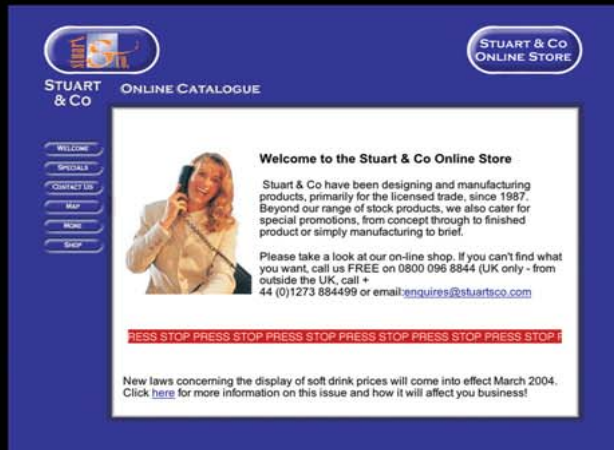 stuart
S
Co.
STUART & CO
ONLINE STORE
STUART
& CO
ONLINE CATALOGUE
WELCOME
SPECIALS
CONTACT US
MAP
MORE
SHOP
Welcome to the Stuart & Co Online Store
Stuart & Co have been designing and manufacturing
products, primarily for the licensed trade, since 1987.
Beyond our range of stock products, we also cater for
special promotions, from concept through to finished
product or simply manufacturing to brief.
Please take a look at our on-line shop. If you can't find what
you want, call us FREE on 0800 096 8844 (UK only - from
outside the UK, call +
44 (0)1273 884499 or email:enquires@stuartsco.com
RESS STOP PRESS STOP PRESS STOP PRESS STOP PRESS STOP PRESS STOP P
New laws concerning the display of soft drink prices will come into effect March 2004.
Click here for more information on this issue and how it will affect you business!